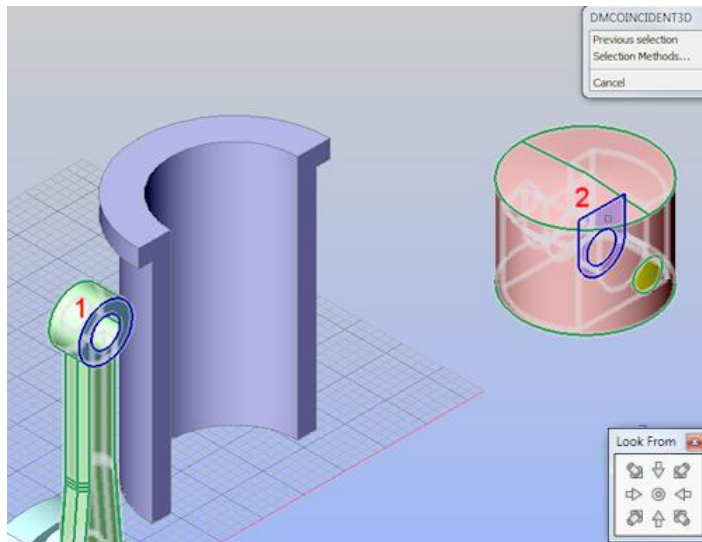 DMCOINCIDENT3D
Previous selection
Selection Methods...
Cancel
1
2
Look From
x